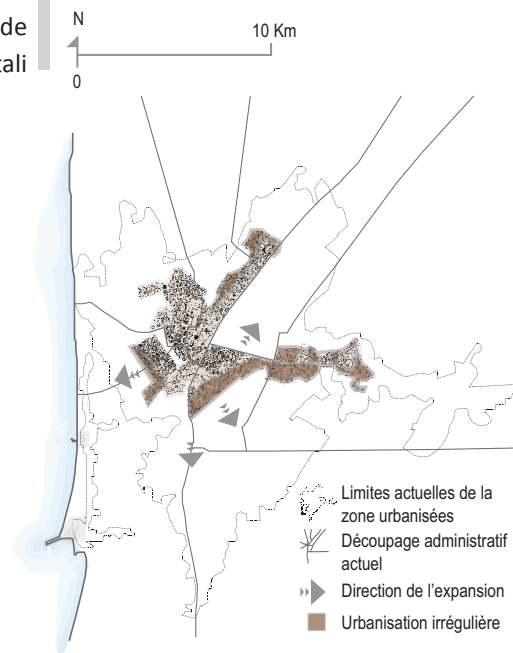 de
tali
N
10 Km
0
Limites actuelles de la
zone urbanisées
Découpage administratif
actuel
Direction de l'expansion
Urbanisation irrégulière